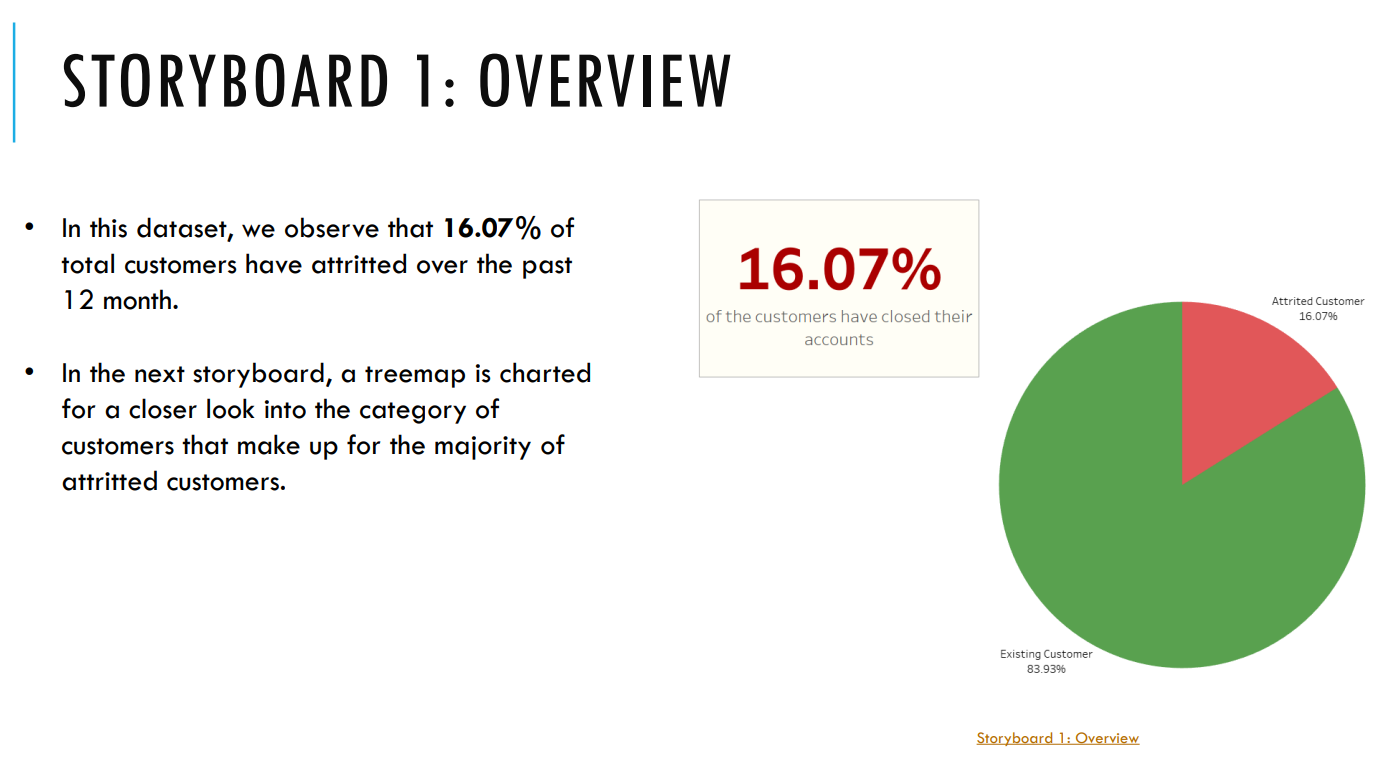 STORYBOARD 1: OVERVIEW
• In this dataset, we observe that 16.07% of
total customers have attritted over the past
12 month.
• In the next storyboard, a treemap is charted
for a closer look into the category of
customers that make up for the majority of
attritted customers.
16.07%
of the customers have closed their
accounts
Attrited Customer
16.07%
Existing Customer
83.93%
Storyboard 1: Overview